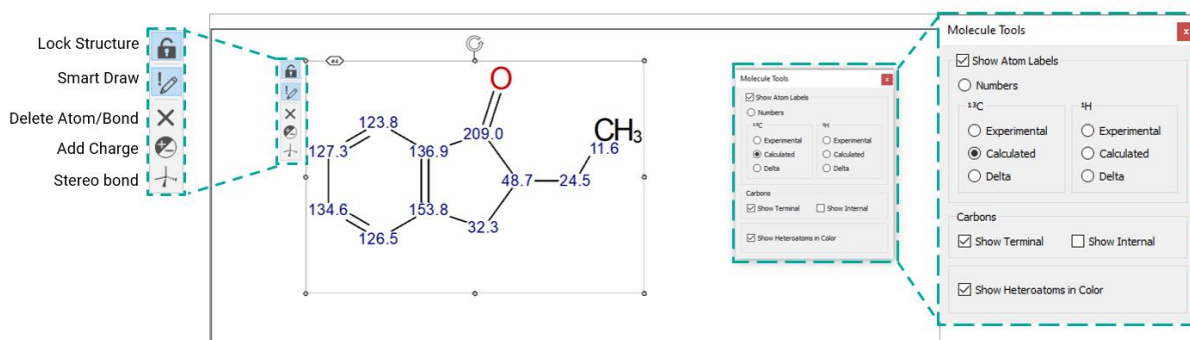 Lock Structure
Smart Draw
Delete Atom/Bond
Add Charge
Stereo bond
O
CH₃
123.8
209.0
127.3
136.9
11.6
48.7
24.5
134.6
153.8
32.3
126.5
Molecule Tools
x
Show Atom Labels
Numbers
¹³C
¹H
Experimental
Experimental
Calculated
Calculated
Delta
Delta
Carbons
Show Terminal
Show Internal
Show Heteroatoms in Color
Molecule Tools
x
Show Atom Labels
Numbers
¹³C
¹H
Experimental
Experimental
Calculated
Calculated
Delta
Delta
Carbons
Show Terminal
Show Internal
Show Heteroatoms in Color